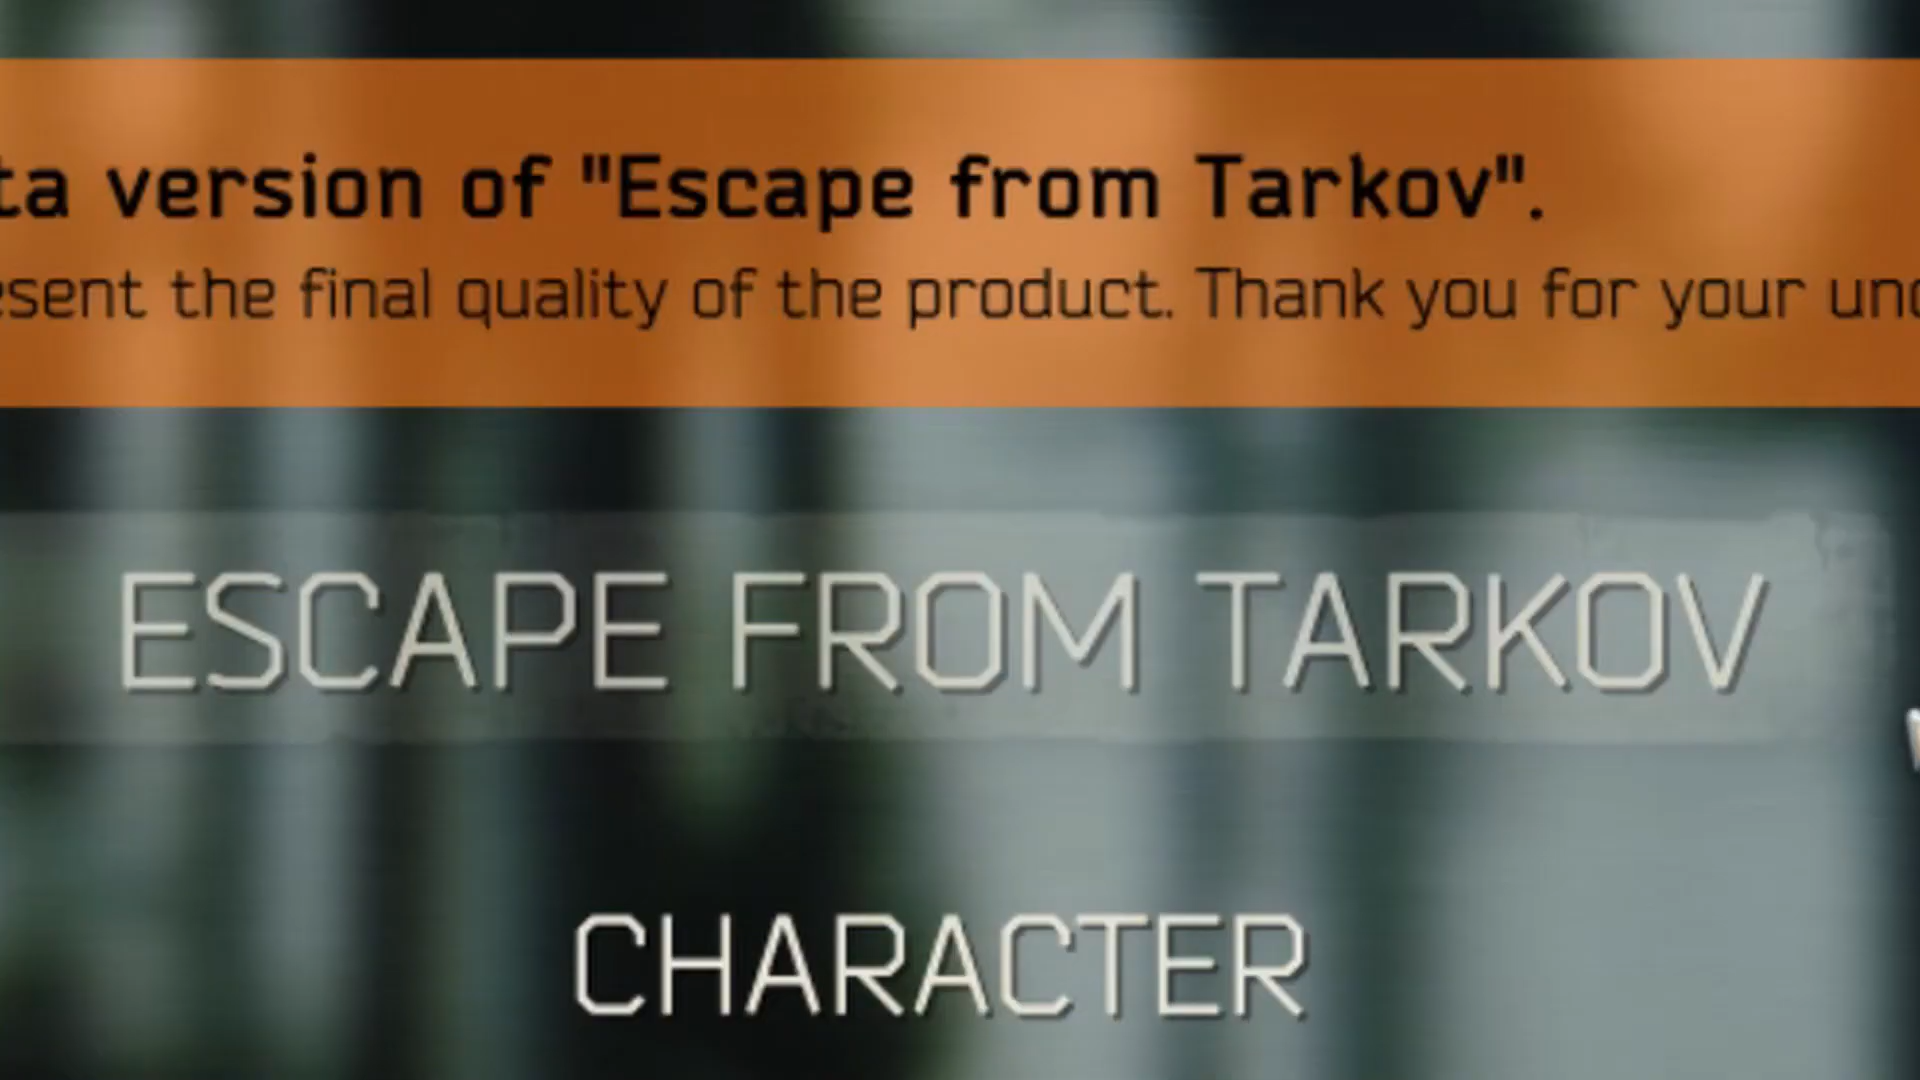 ta version of "Escape from Tarkov".
esent the final quality of the product. Thank you for your und
ESCAPE FROM TARKOV
CHARACTER